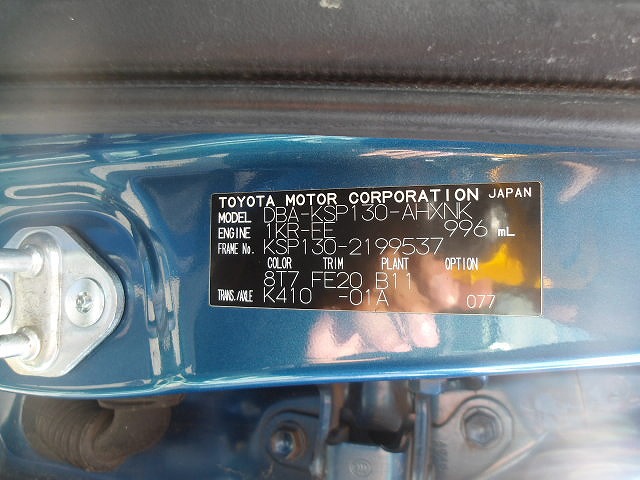 TOYOTA MOTOR CORPORATION JAPAN
MODEL DBA-KSP130-AHXNK
ENGINE 1KR-FE 996 mL
FRAME No. KSP130-2199537
COLOR TRIM PLANT OPTION
8T7 FE20 B11
TRANS./AXLE K410 -01A 077